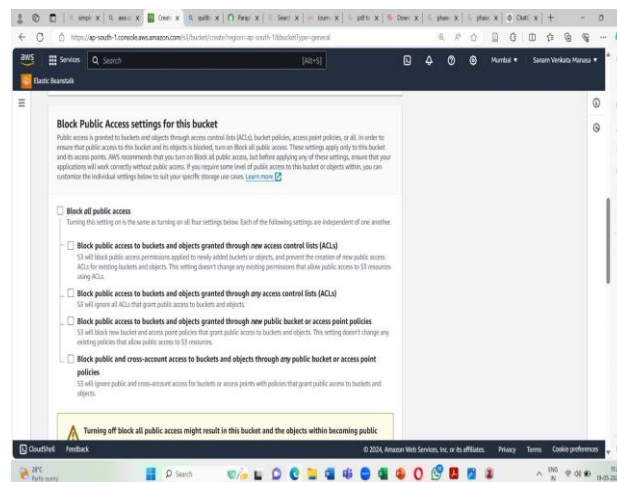 simpl
Creat
Parap
Searc
pdf to
Down
phase
phase
https://ap-south-1.console.aws.amazon.com/s3/bucket/create?region=ap-south-1&bucketType=general
aws Services Search [Alt+S] Mumbai ▼ Sanam Venkata Manasa ▼
Elastic Beanstalk
Block Public Access settings for this bucket
Public access is granted to buckets and objects through access control lists (ACLs), bucket policies, access point policies, or all. In order to
ensure that public access to this bucket and its objects is blocked, turn on Block all public access. These settings apply only to this bucket
and its access points. AWS recommends that you turn on Block all public access, but before applying any of these settings, ensure that your
applications will work correctly without public access. If you require some level of public access to this bucket or objects within, you can
customize the individual settings below to suit your specific storage use cases. Learn more
Block all public access
Turning this setting on is the same as turning on all four settings below. Each of the following settings are independent of one another.
Block public access to buckets and objects granted through new access control lists (ACLs)
S3 will block public access permissions applied to newly added buckets or objects, and prevent the creation of new public access
ACLs for existing buckets and objects. This setting doesn't change any existing permissions that allow public access to S3 resources
using ACLs.
Block public access to buckets and objects granted through any access control lists (ACLs)
S3 will ignore all ACLs that grant public access to buckets and objects.
Block public access to buckets and objects granted through new public bucket or access point policies
S3 will block new bucket and access point policies that grant public access to buckets and objects. This setting doesn't change any
existing policies that allow public access to S3 resources.
Block public and cross-account access to buckets and objects through any public bucket or access point
policies
S3 will ignore public and cross-account access for buckets or access points with policies that grant public access to buckets and
objects.
Turning off block all public access might result in this bucket and the objects within becoming public
CloudShell Feedback © 2024, Amazon Web Services, Inc. or its affiliates. Privacy Terms Cookie preferences
28°C Search ENG
Partly sunny IN 19-05-202